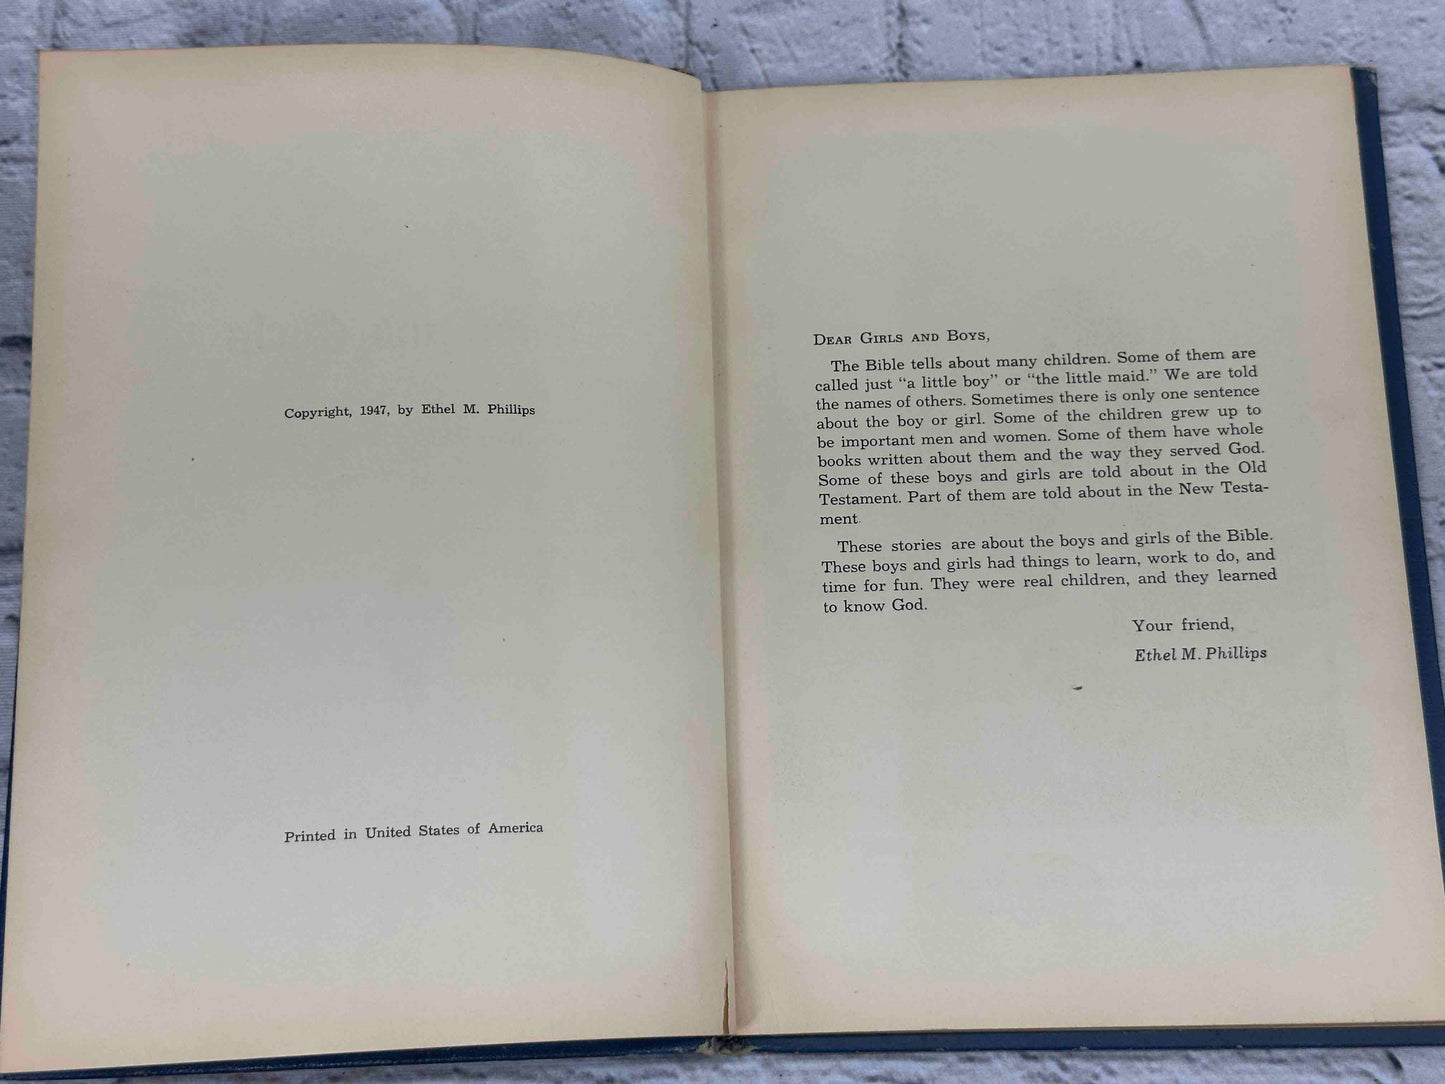 Copyright, 1947, by Ethel M. Phillips
Printed in United States of America
DEAR GIRLS AND BOYS,
The Bible tells about many children. Some of them are
called just “a little boy” or “the little maid.” We are told
the names of others. Sometimes there is only one sentence
about the boy or girl. Some of the children grew up to
be important men and women. Some of them have whole
books written about them and the way they served God.
Some of these boys and girls are told about in the Old
Testament. Part of them are told about in the New Testa-
ment.
These stories are about the boys and girls of the Bible.
These boys and girls had things to learn, work to do, and
time for fun. They were real children, and they learned
to know God.
Your friend,
Ethel M. Phillips